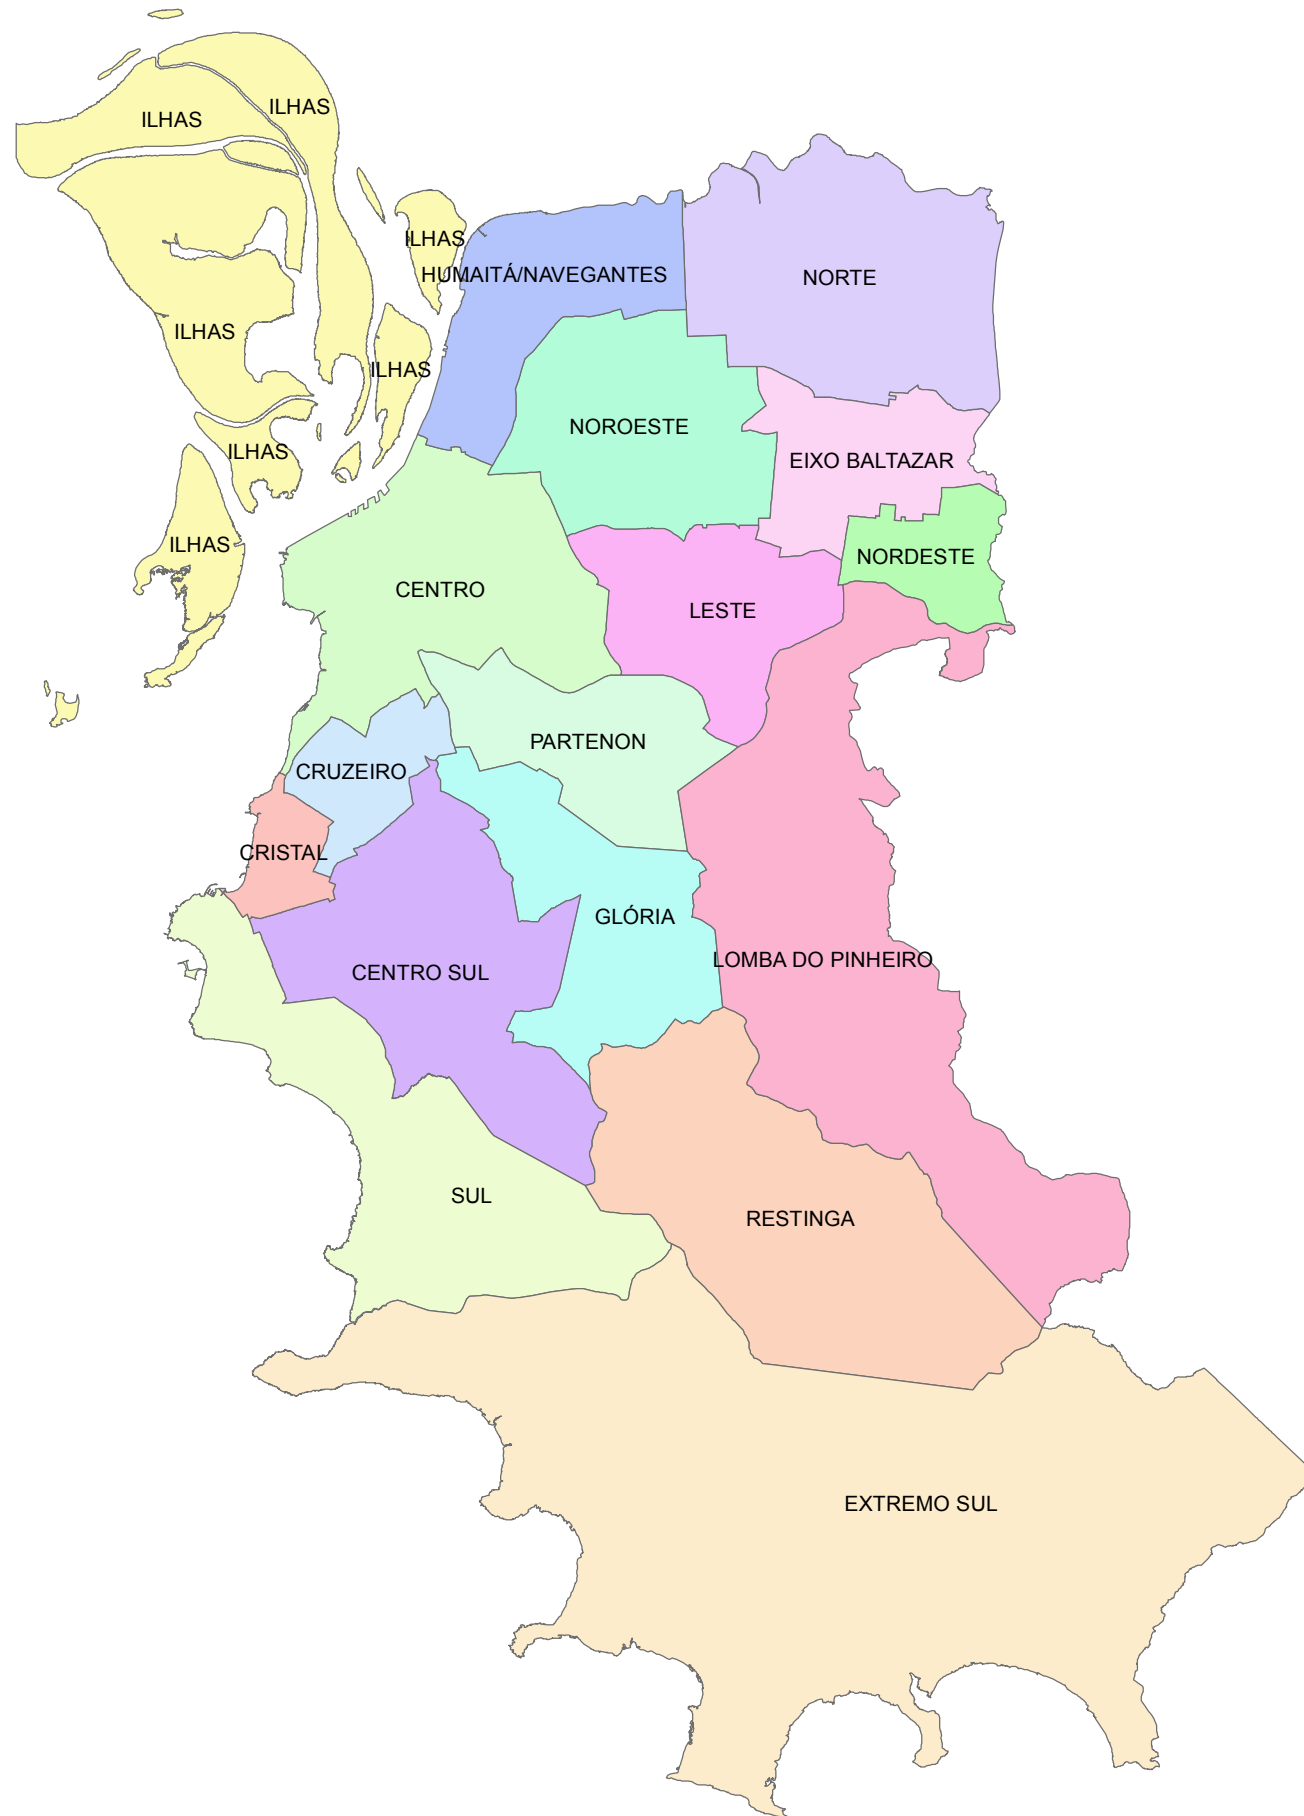 ILHAS
ILHAS
ILHAS
HUMAITÁ/NAVEGANTES
NORTE
ILHAS
ILHAS
NOROESTE
ILHAS
EIXO BALTAZAR
ILHAS
NORDESTE
CENTRO
LESTE
PARTENON
CRUZEIRO
CRISTAL
GLÓRIA
LOMBA DO PINHEIRO
CENTRO SUL
SUL
RESTINGA
EXTREMO SUL